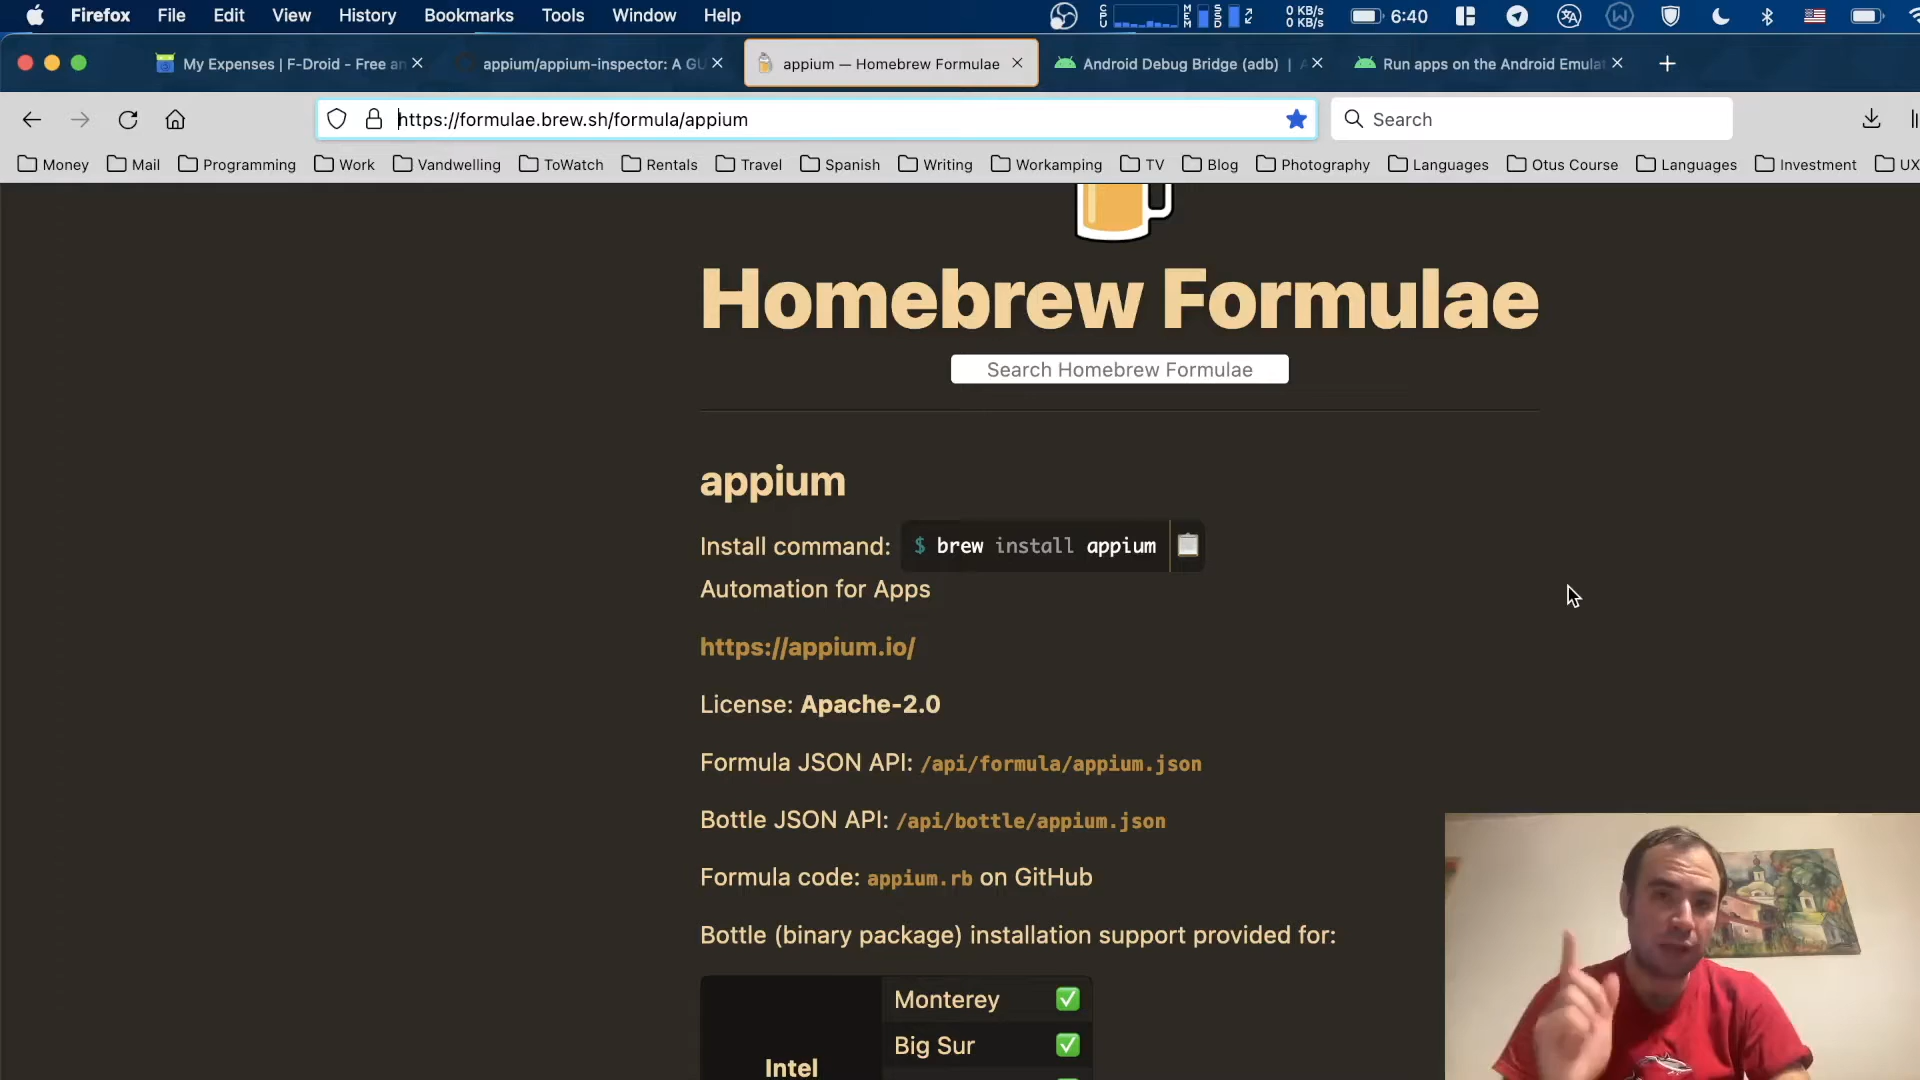 Firefox File Edit View History Bookmarks Tools Window Help
CPU MEM SSD 0 KB/s 0 KB/s 6:40
My Expenses | F-Droid - Free an
appium/appium-inspector: A GU
appium — Homebrew Formulae
Android Debug Bridge (adb) | A
Run apps on the Android Emulat
https://formulae.brew.sh/formula/appium
Search
Money Mail Programming Work Vandwelling ToWatch Rentals Travel Spanish Writing Workamping TV Blog Photography Languages Otus Course Languages Investment UX
Homebrew Formulae
Search Homebrew Formulae
appium
Install command: $ brew install appium
Automation for Apps
https://appium.io/
License: Apache-2.0
Formula JSON API: /api/formula/appium.json
Bottle JSON API: /api/bottle/appium.json
Formula code: appium.rb on GitHub
Bottle (binary package) installation support provided for:
Monterey ✅
Big Sur ✅
Intel